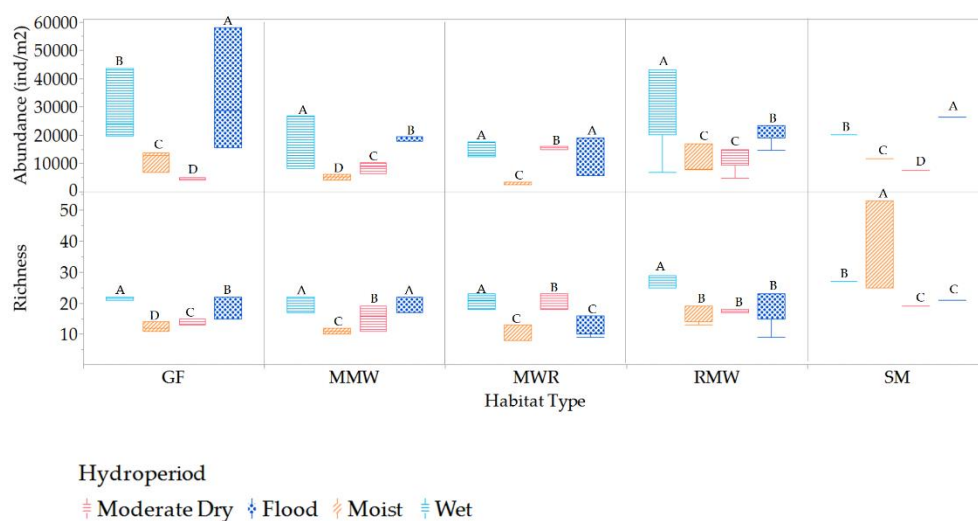 Abundance (ind/m2)
60000
50000
40000
30000
20000
10000
0
B C D A
A D C B
A C B A
A C C B
B C D A
Richness
50
40
30
20
10
A D C B
A C B A
A C B C
A B B B
B A C C
GF MMW MWR RMW SM
Habitat Type
Hydroperiod
Moderate Dry Flood Moist Wet